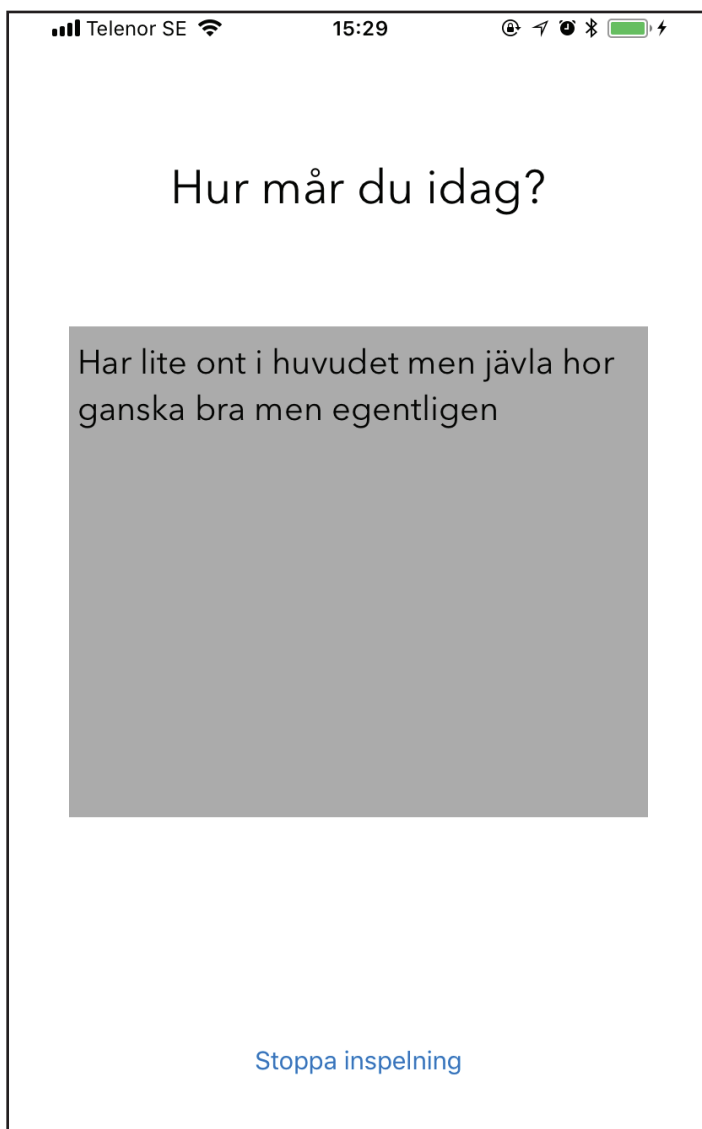 Telenor SE 15:29
Hur mår du idag?
Har lite ont i huvudet men jävla hor
ganska bra men egentligen
Stoppa inspelning